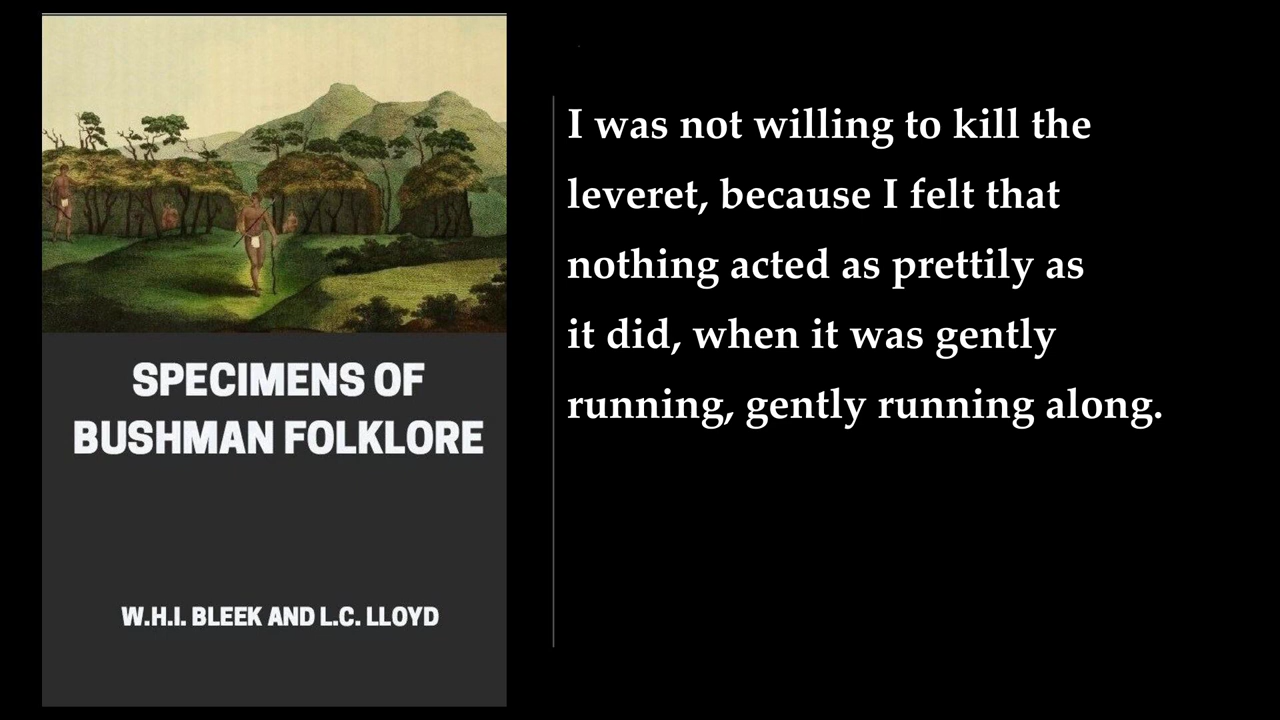 SPECIMENS OF
BUSHMAN FOLKLORE
W.H.I. BLEEK AND L.C. LLOYD
I was not willing to kill the
leveret, because I felt that
nothing acted as prettily as
it did, when it was gently
running, gently running along.